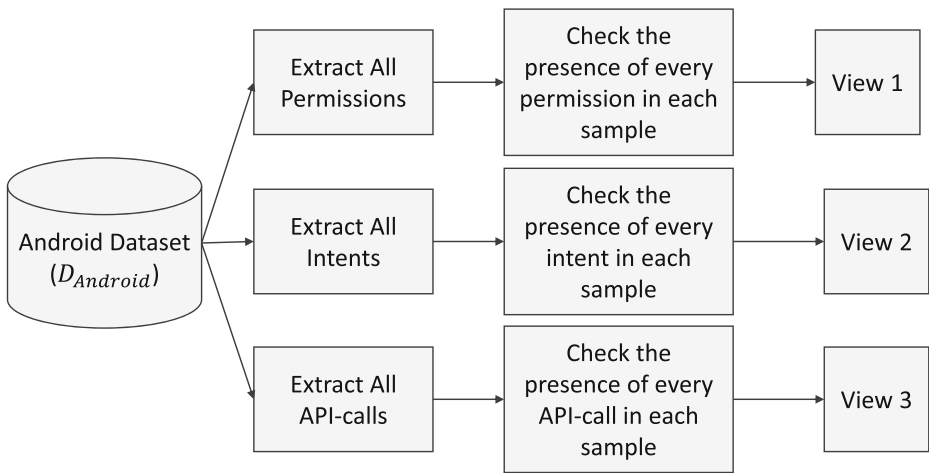 Android Dataset
(D_Android)
Extract All
Permissions
Check the
presence of every
permission in each
sample
View 1
Extract All
Intents
Check the
presence of every
intent in each
sample
View 2
Extract All
API-calls
Check the
presence of every
API-call in each
sample
View 3